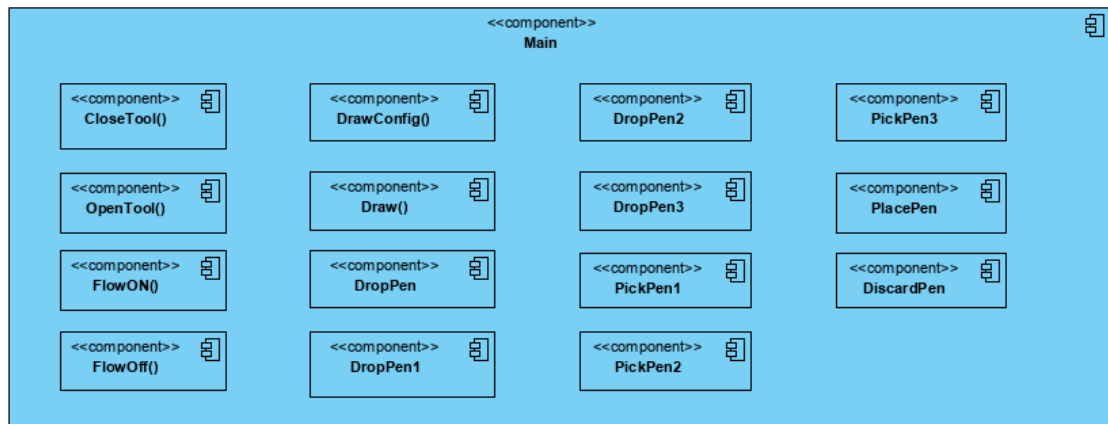 <<component>>
Main
<<component>>
CloseTool()
<<component>>
DrawConfig()
<<component>>
DropPen2
<<component>>
PickPen3
<<component>>
OpenTool()
<<component>>
Draw()
<<component>>
DropPen3
<<component>>
PlacePen
<<component>>
FlowON()
<<component>>
DropPen
<<component>>
PickPen1
<<component>>
DiscardPen
<<component>>
FlowOff()
<<component>>
DropPen1
<<component>>
PickPen2